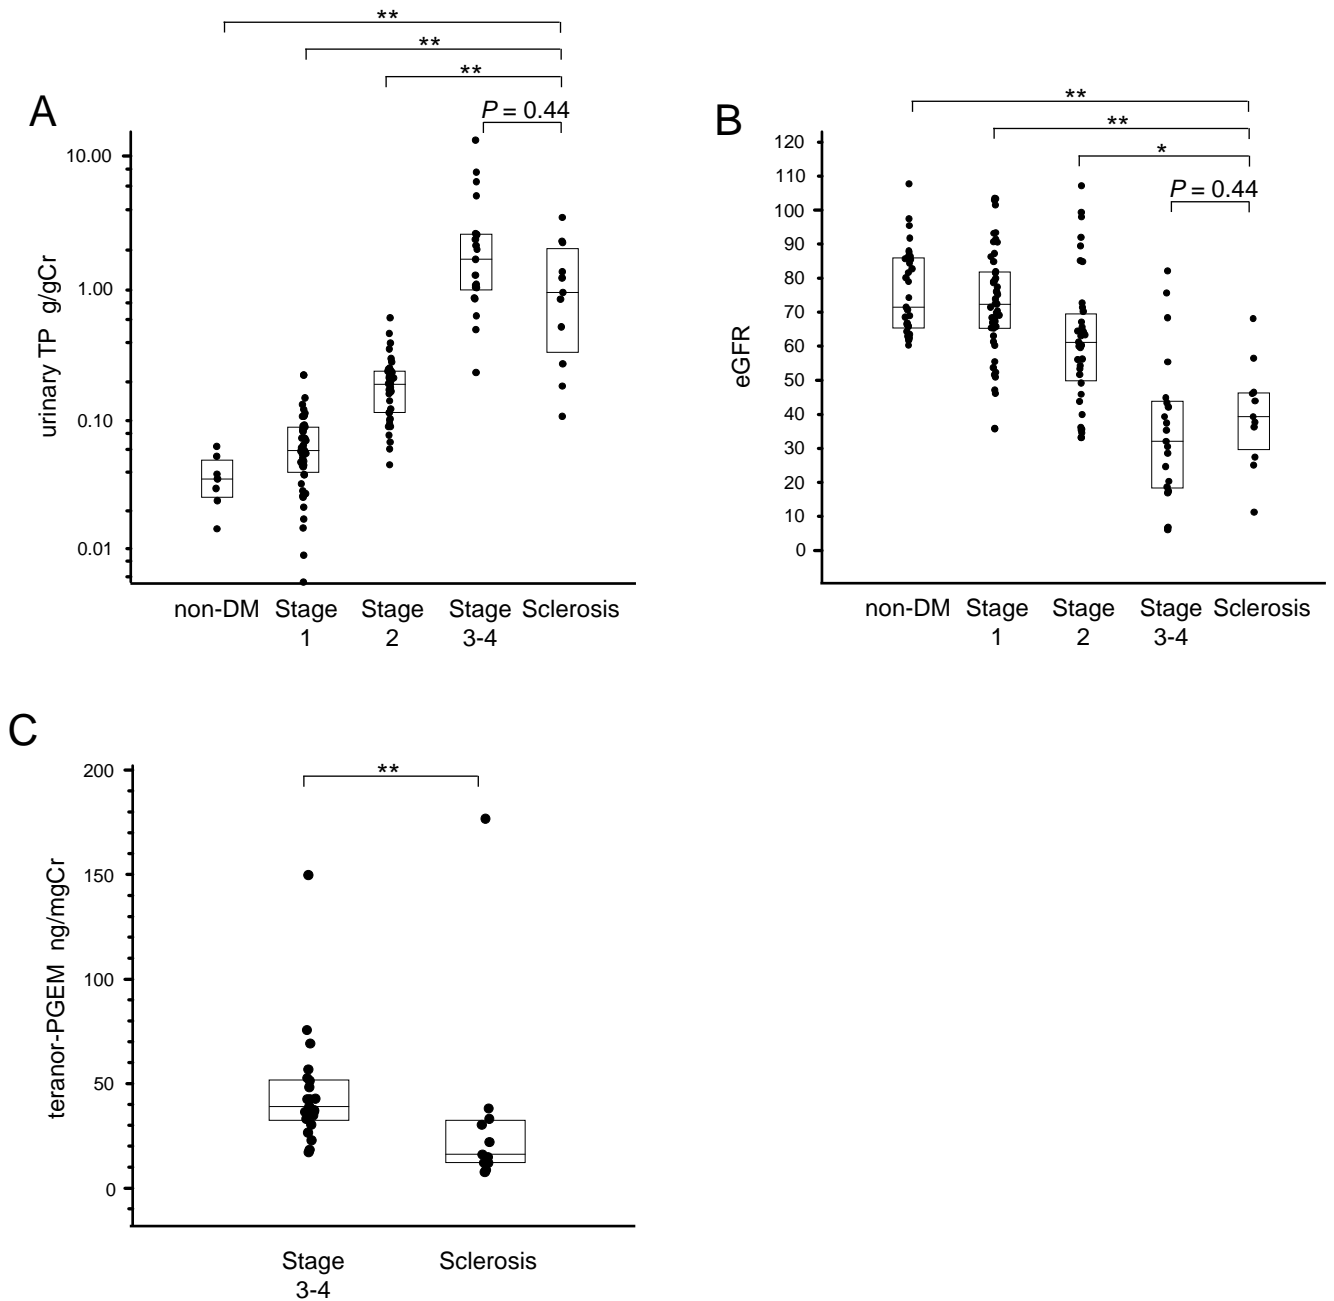 **
**
**
P = 0.44
A
10.00
1.00
0.10
0.01
urinary TP g/gCr
non-DM Stage Stage Stage Sclerosis
1 2 3-4
B
**
**
*
P = 0.44
120
110
100
90
80
70
60
50
40
30
20
10
0
eGFR
non-DM Stage Stage Stage Sclerosis
1 2 3-4
C
**
200
150
100
50
0
teranor-PGEM ng/mgCr
Stage Sclerosis
3-4